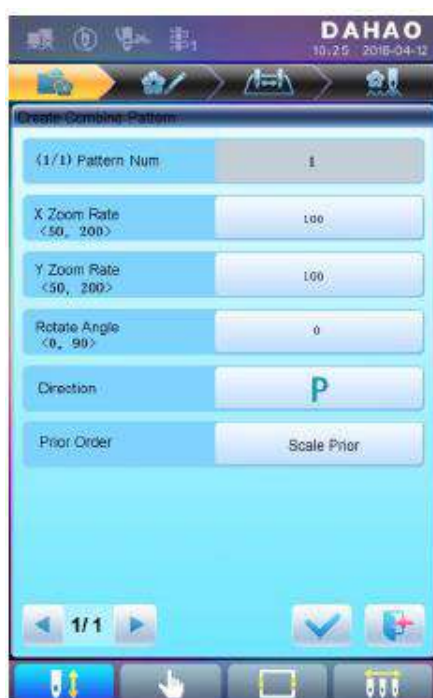 DAHAO
10:25 2016-04-12
Create Combine Pattern
(1/1) Pattern Num
1
X Zoom Rate
<50, 200>
100
Y Zoom Rate
<50, 200>
100
Rotate Angle
<0, 90>
0
Direction
P
Prior Order
Scale Prior
1/1